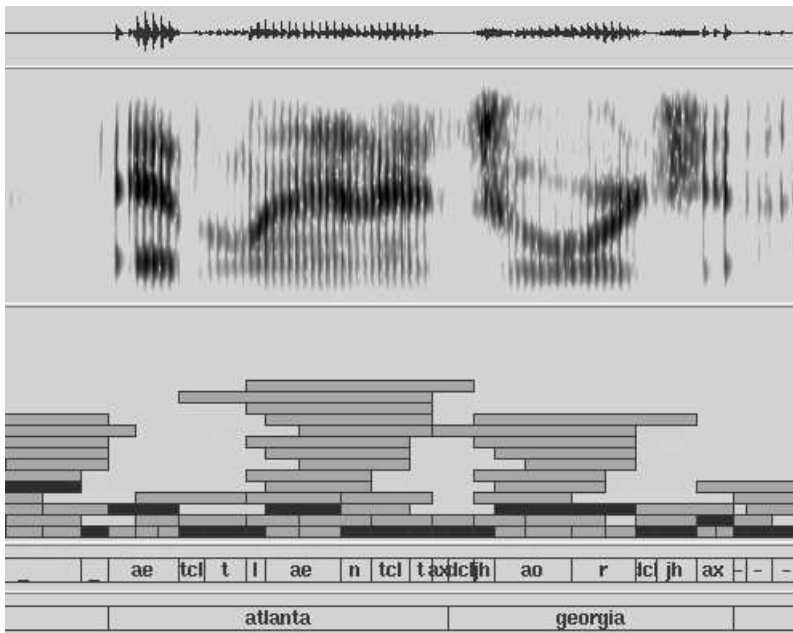 _ _ ae tcl t l ae n tcl t ax dcl jh ao r dcl jh ax - - -
atlanta georgia